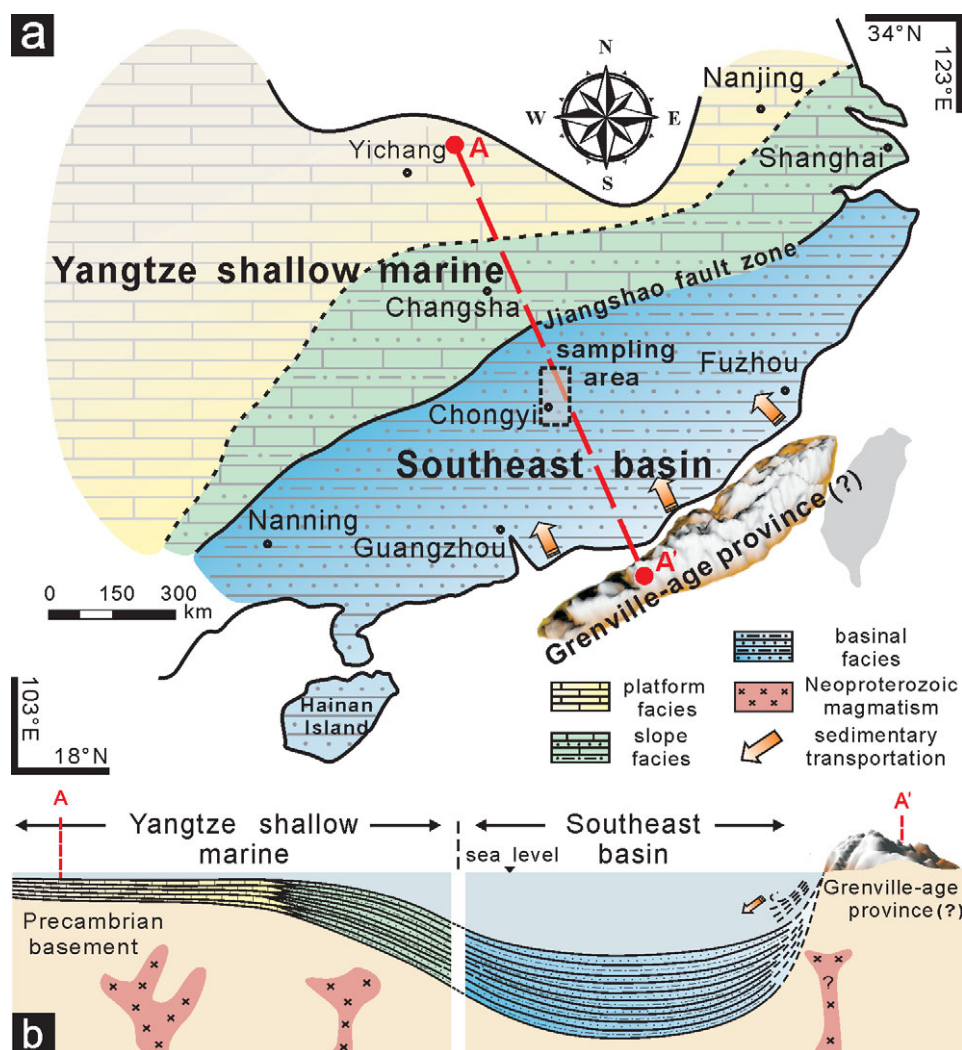 a
34°N
123°E
Nanjing
N
W
E
S
Yichang
A
Shanghai
Yangtze shallow marine
Changsha
Jiangshao fault zone
sampling
area
Fuzhou
Chongyi
Southeast basin
Nanning
Guangzhou
A'
Grenville-age province(?)
0 150 300
km
103°E
18°N
Hainan
Island
basinal
facies
platform
facies
Neoproterozoic
magmatism
slope
facies
sedimentary
transportation
A
A'
Yangtze shallow
marine
Southeast
basin
sea level
Precambrian
basement
Grenville-age
province(?)
?
b